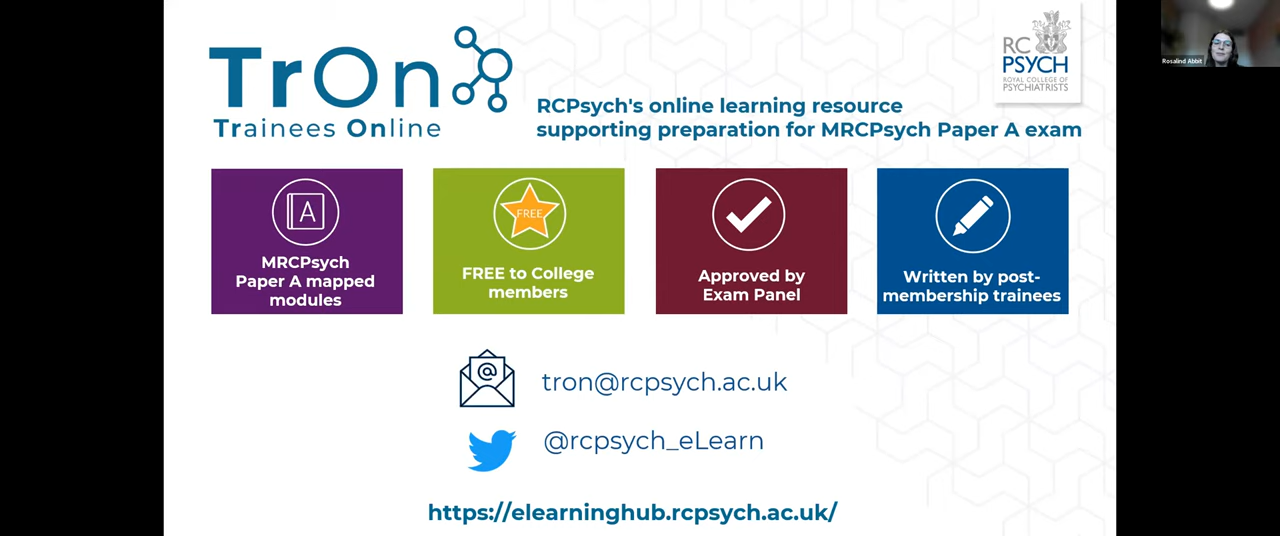 TrOn
Trainees Online
RCPsych's online learning resource
supporting preparation for MRCPsych Paper A exam
RC
PSYCH
ROYAL COLLEGE OF
PSYCHIATRISTS
Rosalind Abbit
A
MRCPsych
Paper A mapped
modules
FREE
FREE to College
members
Approved by
Exam Panel
Written by post-
membership trainees
@
tron@rcpsych.ac.uk
@rcpsych_eLearn
https://elearninghub.rcpsych.ac.uk/